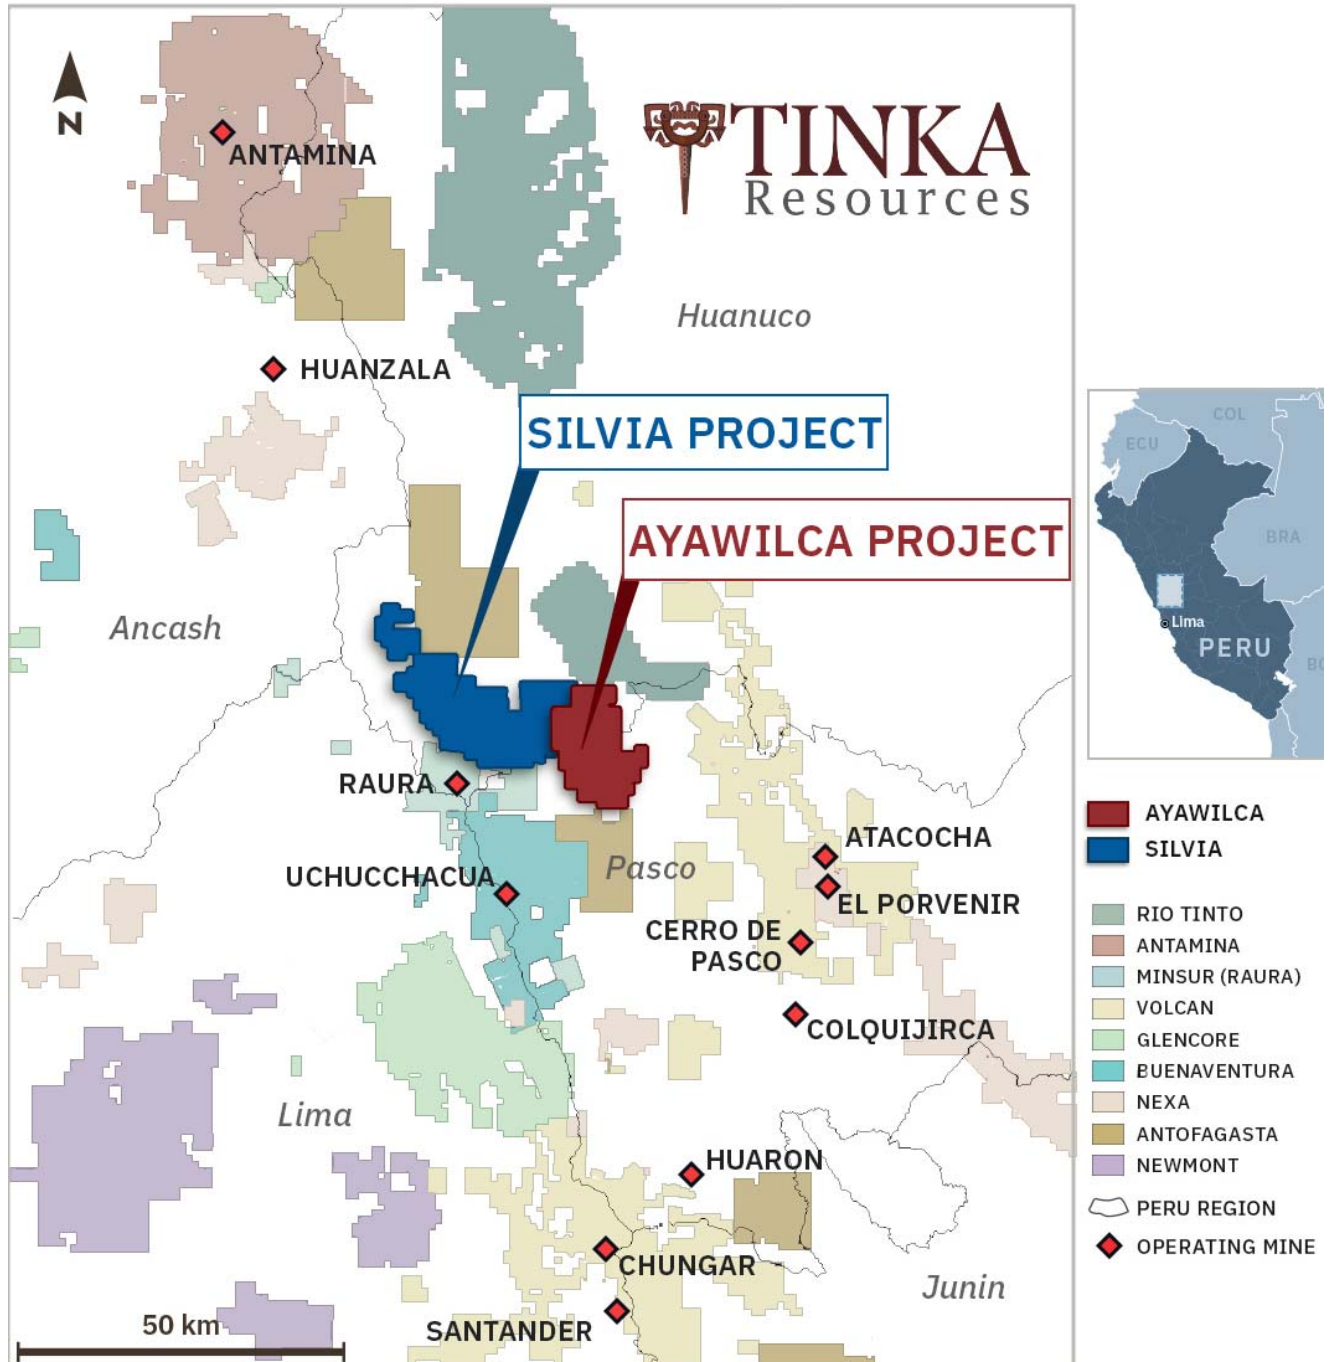 N
ANTAMINA
TINKA
Resources
Huanuco
HUANZALA
SILVIA PROJECT
AYAWILCA PROJECT
Ancash
RAURA
UCHUCCHACUA
Pasco
ATACOCHA
EL PORVENIR
CERRO DE
PASCO
COLQUIJIRCA
Lima
HUARON
CHUNGAR
Junin
SANTANDER
50 km
COL
ECU
BRA
Lima
PERU
BO
AYAWILCA
SILVIA
RIO TINTO
ANTAMINA
MINSUR (RAURA)
VOLCAN
GLENCORE
BUENAVENTURA
NEXA
ANTOFAGASTA
NEWMONT
PERU REGION
OPERATING MINE